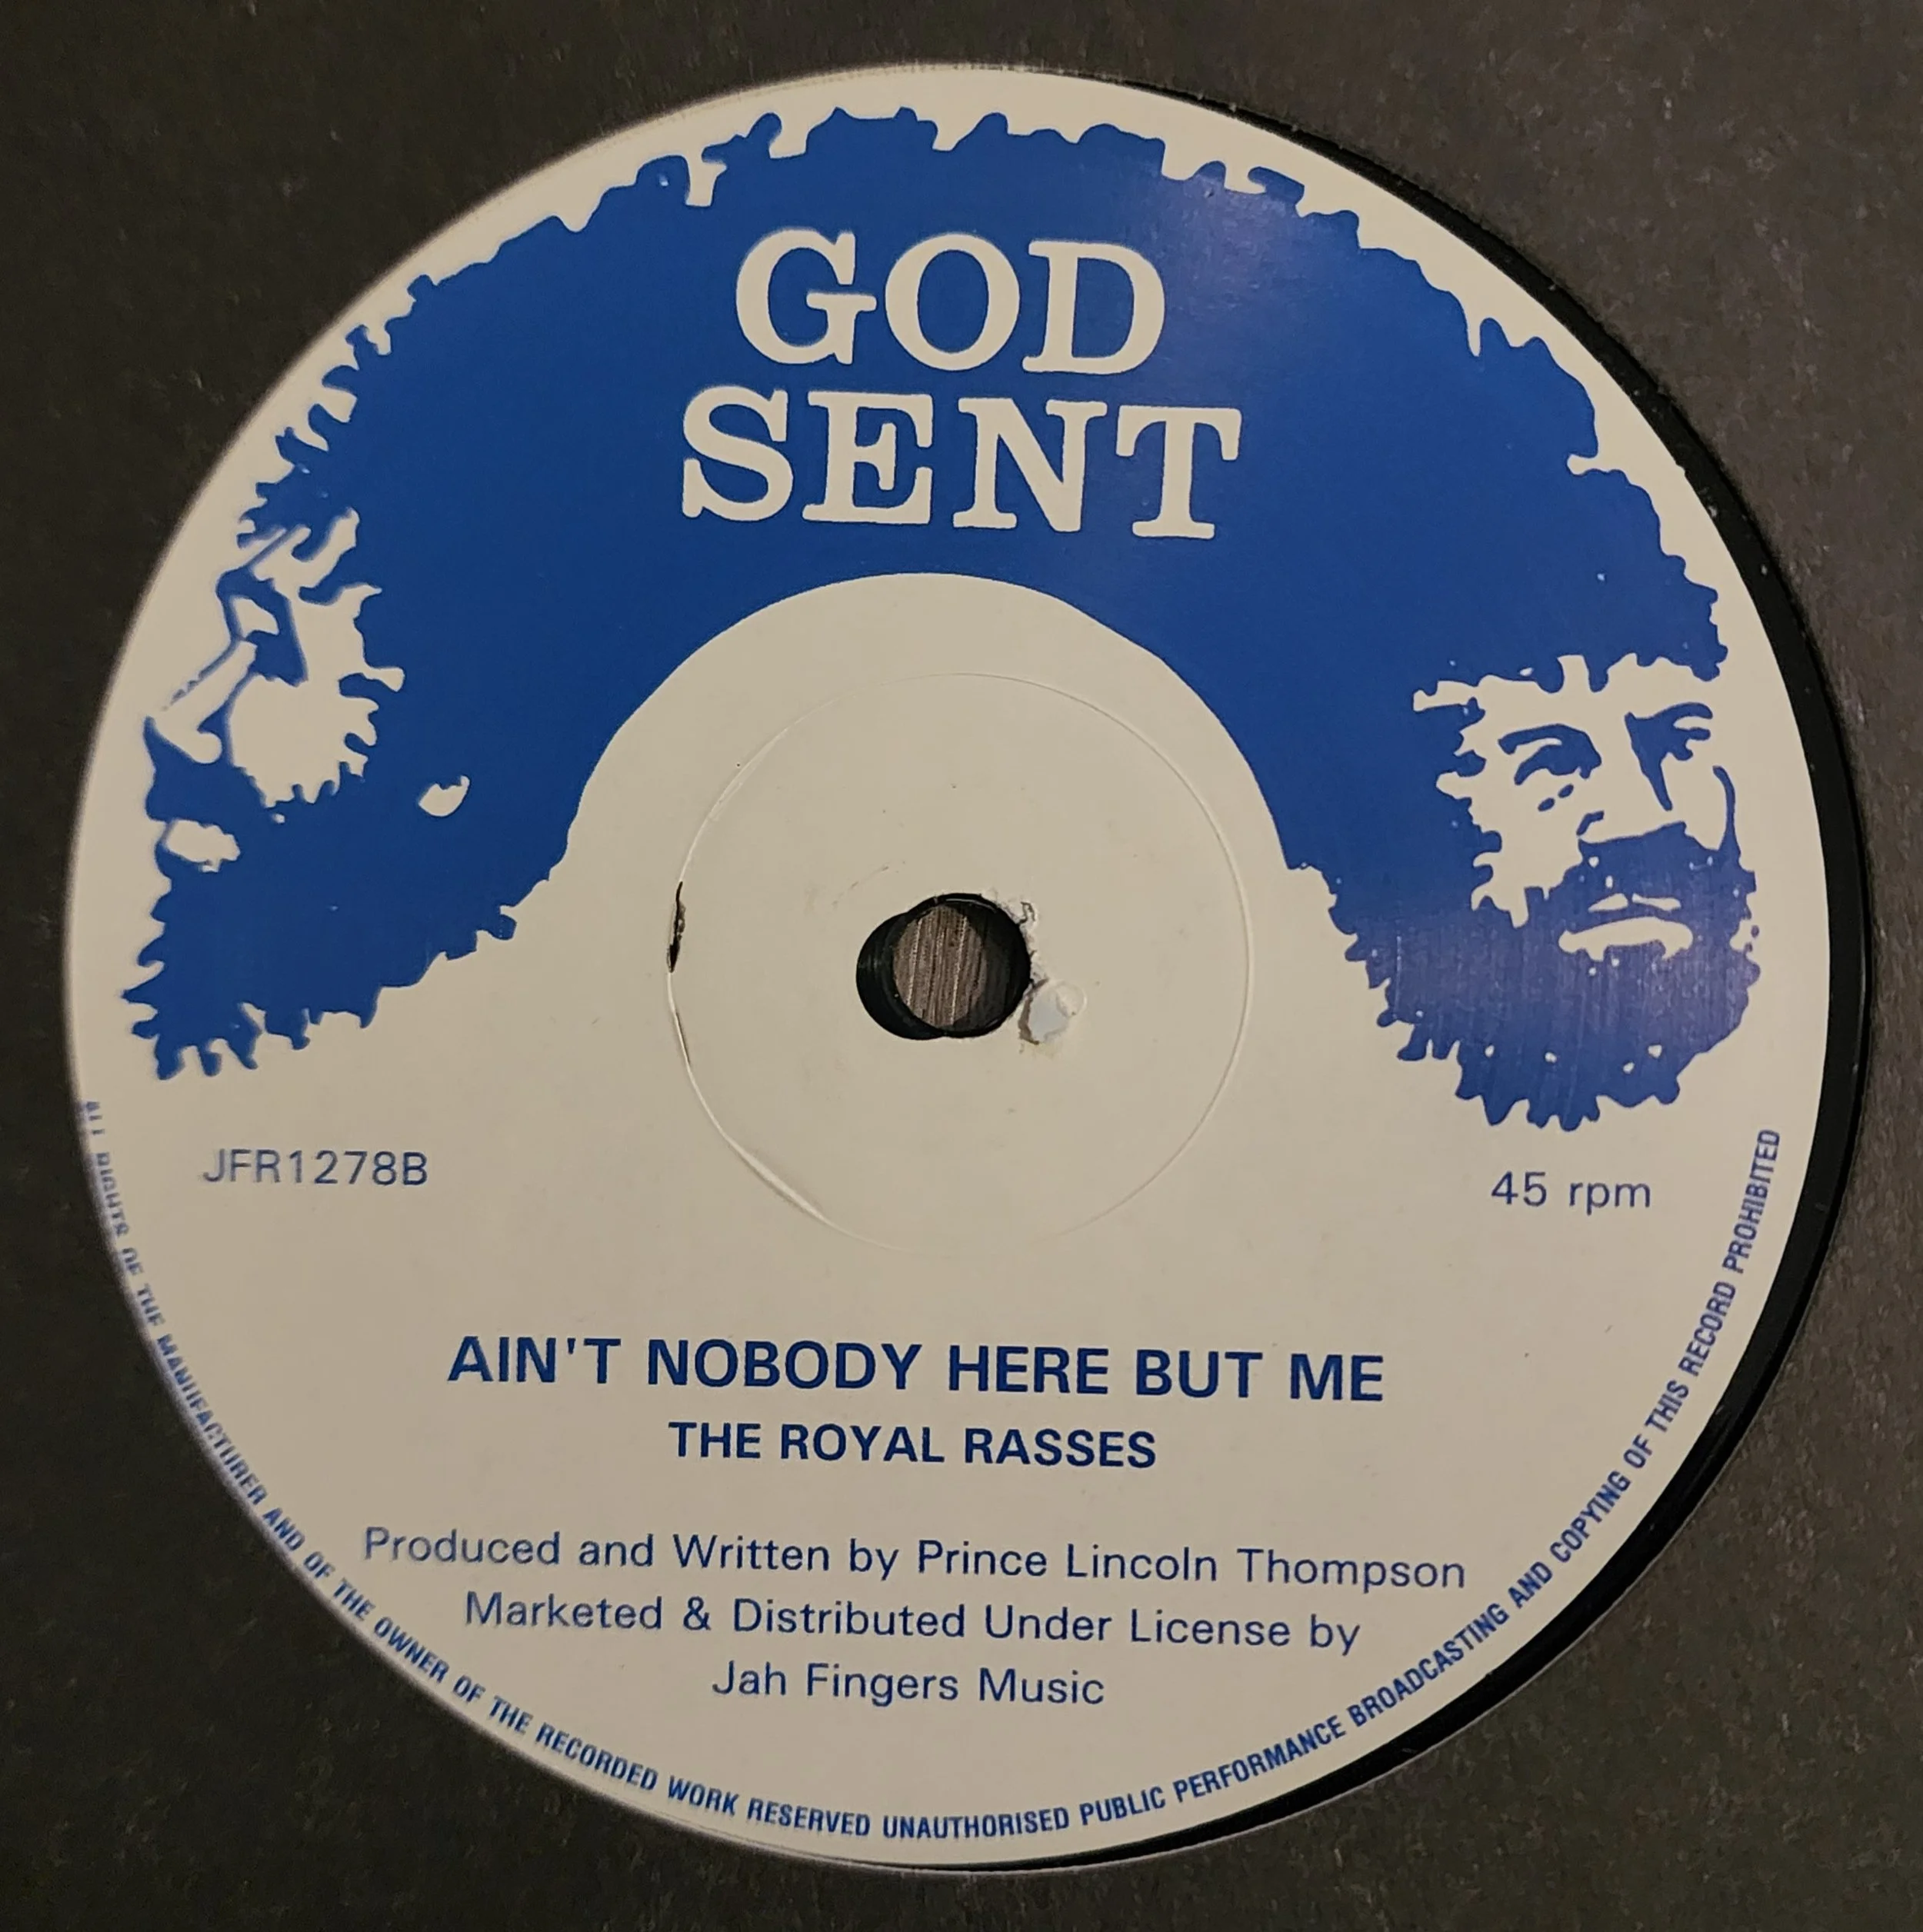 GOD
SENT
JFR1278B
45 rpm
AIN'T NOBODY HERE BUT ME
THE ROYAL RASSES
Produced and Written by Prince Lincoln Thompson
Marketed & Distributed Under License by
Jah Fingers Music
ALL RIGHTS OF THE MANUFACTURER AND OF THE OWNER OF THE RECORDED WORK RESERVED UNAUTHORISED PUBLIC PERFORMANCE BROADCASTING AND COPYING OF THIS RECORD PROHIBITED